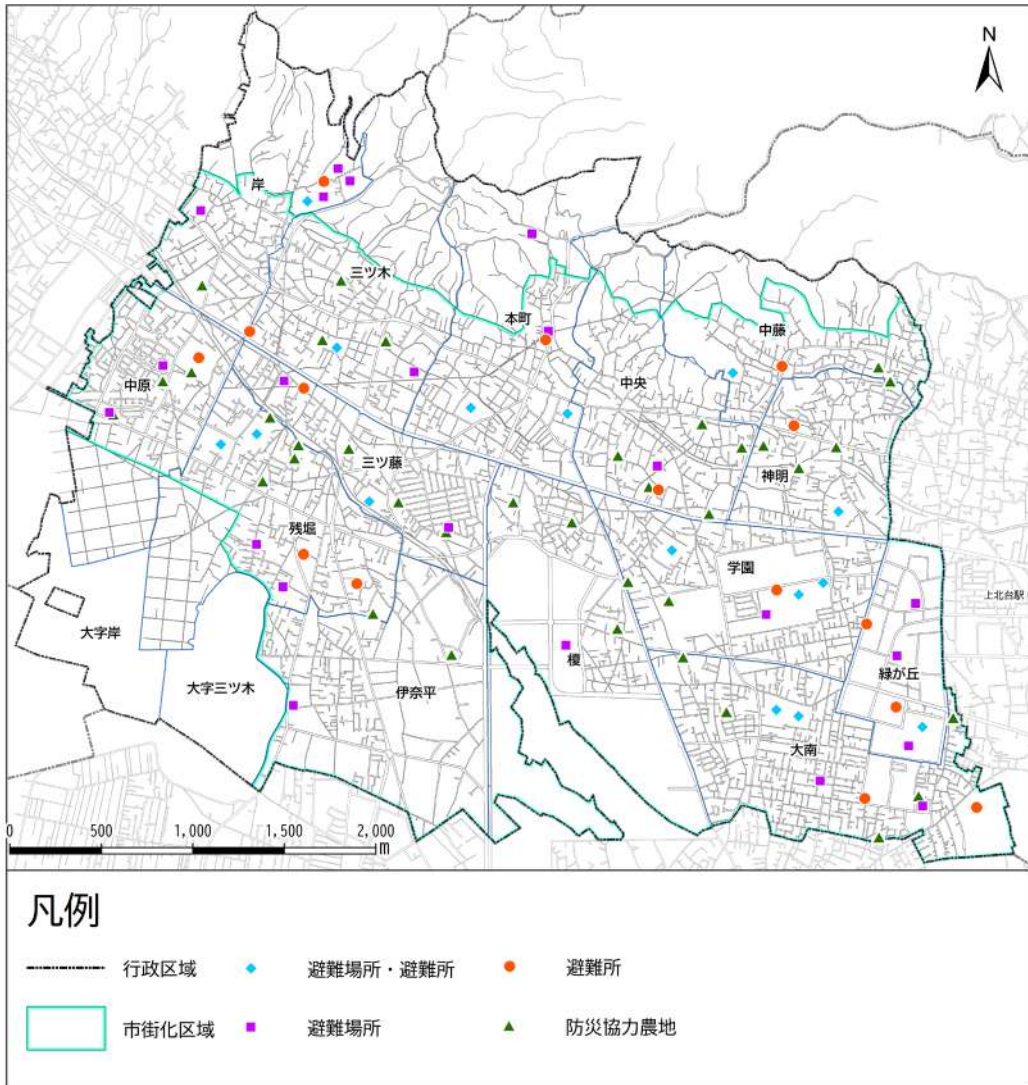 N
岸
三ツ木
本町
中藤
中原
中央
三ツ藤
神明
残堀
学園
上北台駅
大字岸
榎
緑が丘
大字三ツ木
伊奈平
大南
0 500 1,000 1,500 2,000
m
凡例
行政区域 避難場所・避難所 避難所
市街化区域 避難場所 防災協力農地